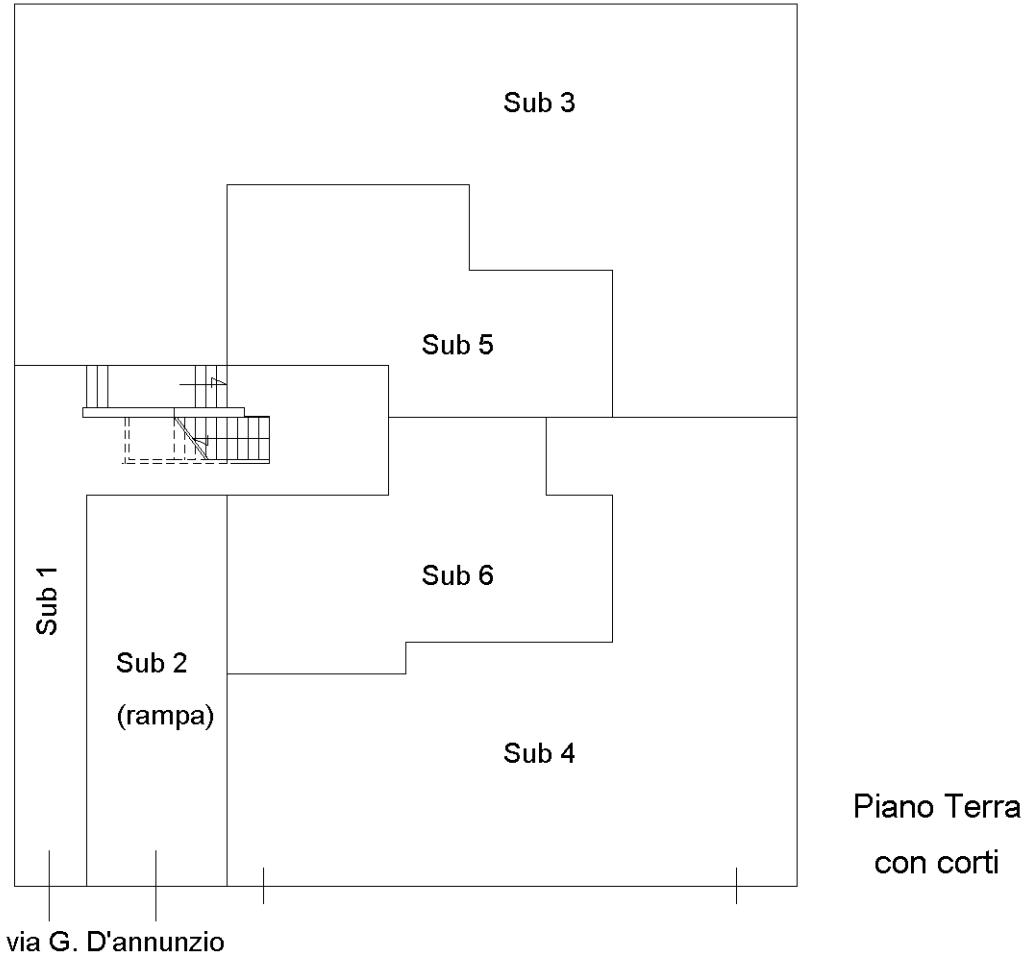 Sub 3
Sub 5
Sub 1
Sub 6
Sub 2
(rampa)
Sub 4
Piano Terra
con corti
via G. D'annunzio